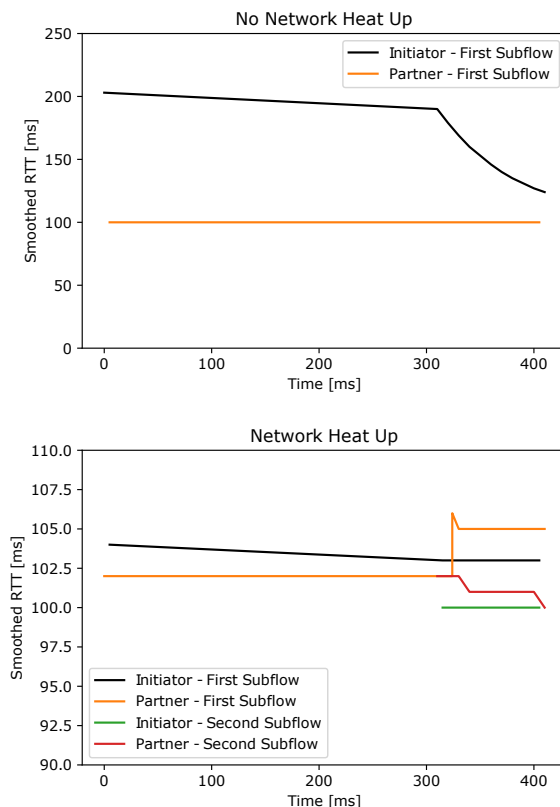 No Network Heat Up
250
200
150
100
50
0
Smoothed RTT [ms]
Initiator - First Subflow
Partner - First Subflow
0 100 200 300 400
Time [ms]
Network Heat Up
110.0
107.5
105.0
102.5
100.0
97.5
95.0
92.5
90.0
Smoothed RTT [ms]
Initiator - First Subflow
Partner - First Subflow
Initiator - Second Subflow
Partner - Second Subflow
0 100 200 300 400
Time [ms]